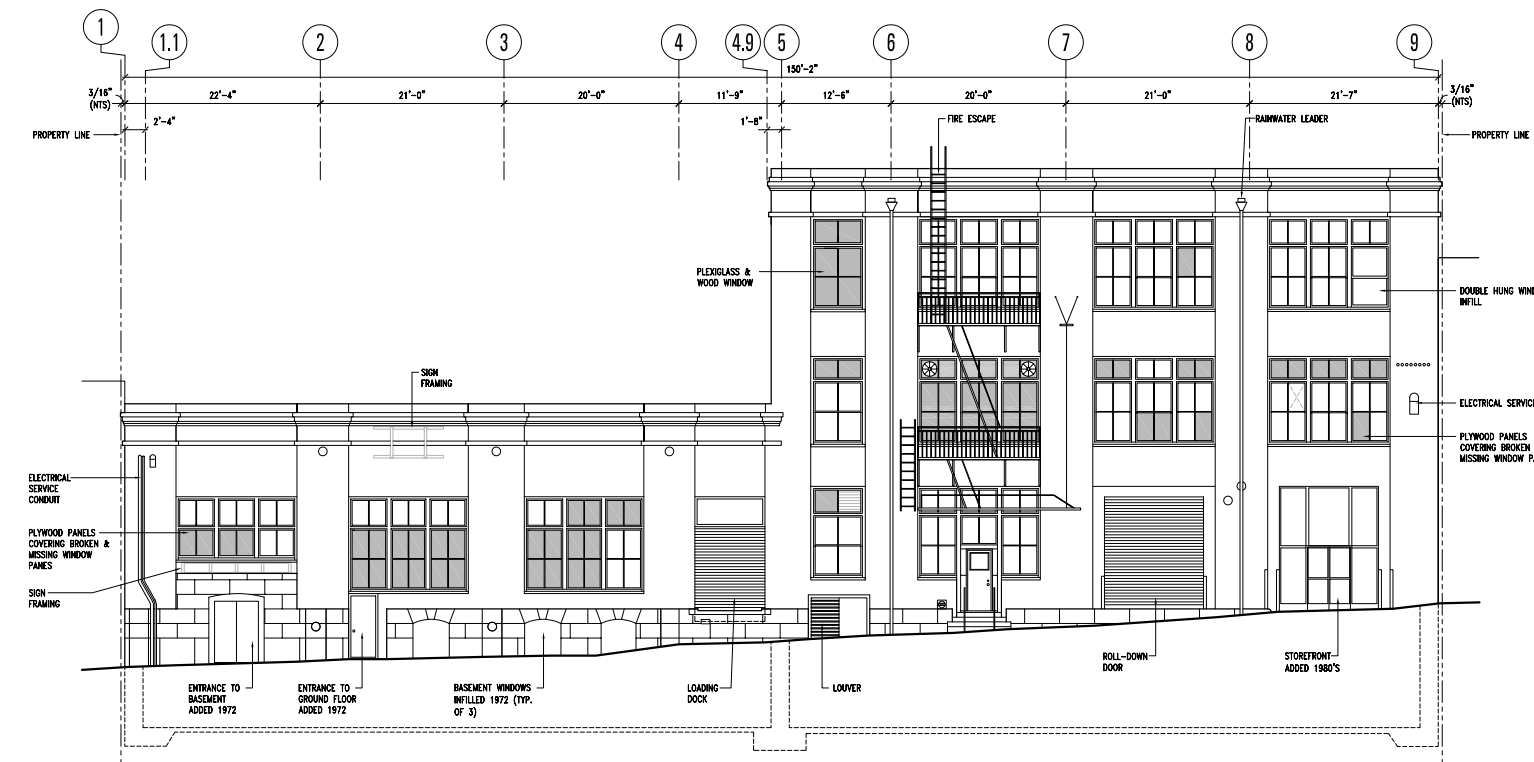 1
1.1
2
3
4
4.9
5
6
7
8
9
150'-2"
3/16"
(NTS)
22'-4"
21'-0"
20'-0"
11'-9"
12'-6"
20'-0"
21'-0"
21'-7"
3/16"
(NTS)
2'-4"
1'-8"
PROPERTY LINE
FIRE ESCAPE
RAINWATER LEADER
PROPERTY LINE
PLEXIGLASS &
WOOD WINDOW
DOUBLE HUNG WIND
INFILL
SIGN
FRAMING
ELECTRICAL SERVICE
PLYWOOD PANELS
COVERING BROKEN
MISSING WINDOW P
ELECTRICAL
SERVICE
CONDUIT
PLYWOOD PANELS
COVERING BROKEN &
MISSING WINDOW
PANES
SIGN
FRAMING
ENTRANCE TO
BASEMENT
ADDED 1972
ENTRANCE TO
GROUND FLOOR
ADDED 1972
BASEMENT WINDOWS
INFILLED 1972 (TYP.
OF 3)
LOADING
DOCK
LOUVER
ROLL-DOWN
DOOR
STOREFRONT
ADDED 1980'S